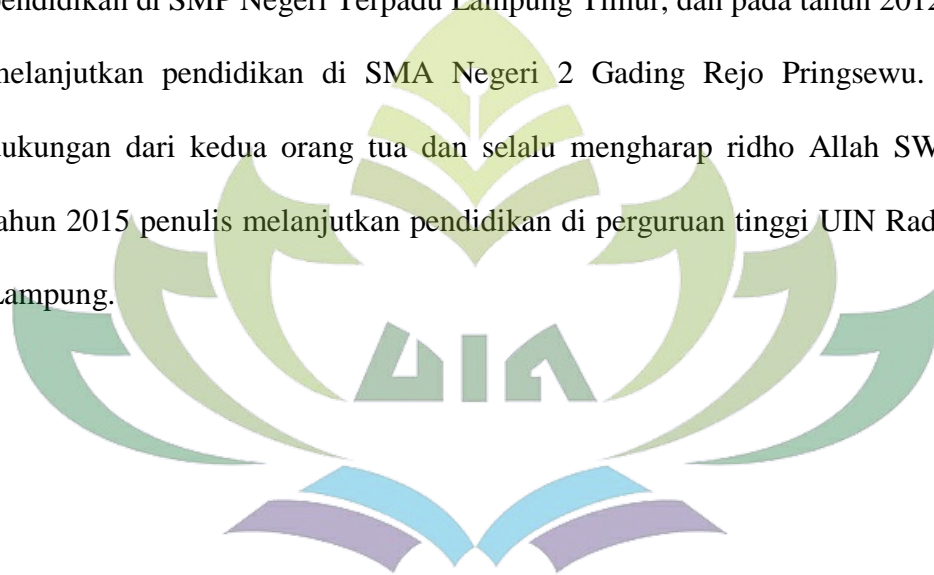 pendidikan di SMP Negeri Terpadu Lampung Timur, dan pada tahun 2012
melanjutkan pendidikan di SMA Negeri 2 Gading Rejo Pringsewu.
dukungan dari kedua orang tua dan selalu mengharap ridho Allah
tahun 2015 penulis melanjutkan pendidikan di perguruan tinggi UIN
Lampung.
UIN